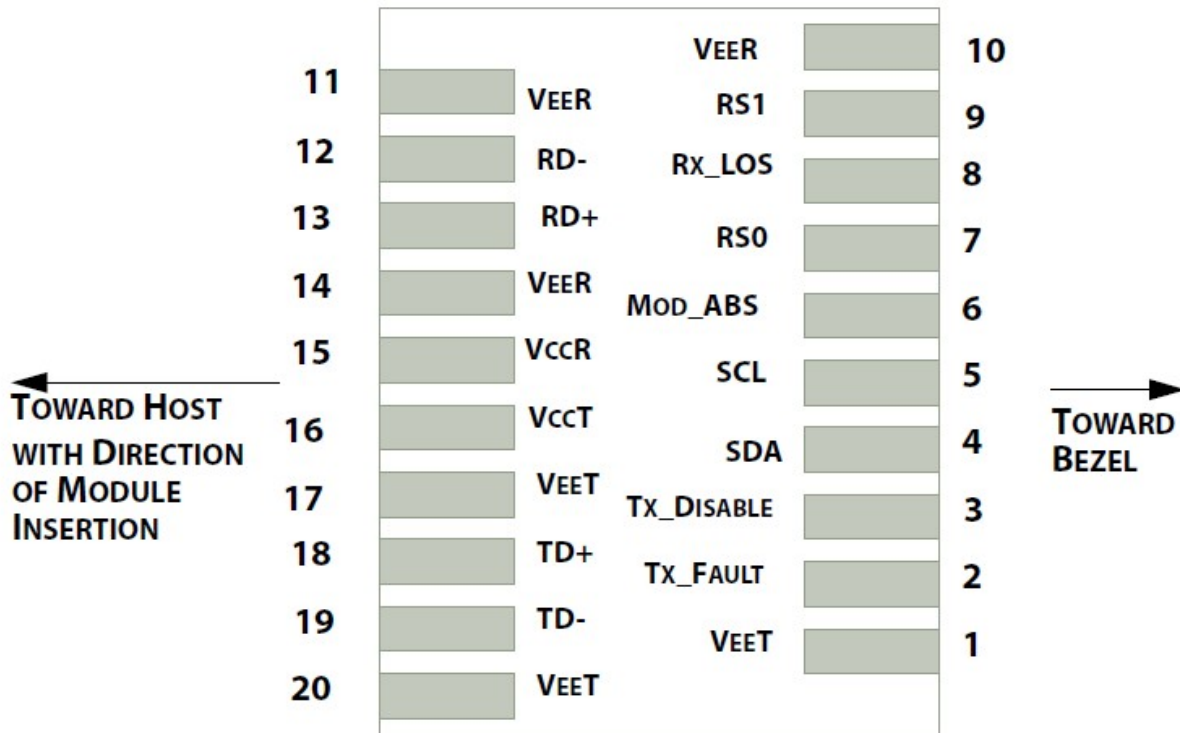 11 VEER
12 RD-
13 RD+
14 VEER
15 VCCR
16 VCCT
17 VEET
18 TD+
19 TD-
20 VEET
TOWARD HOST
WITH DIRECTION
OF MODULE
INSERTION
VEER 10
RS1 9
RX_LOS 8
RS0 7
MOD_ABS 6
SCL 5
SDA 4
TX_DISABLE 3
TX_FAULT 2
VEET 1
TOWARD
BEZEL